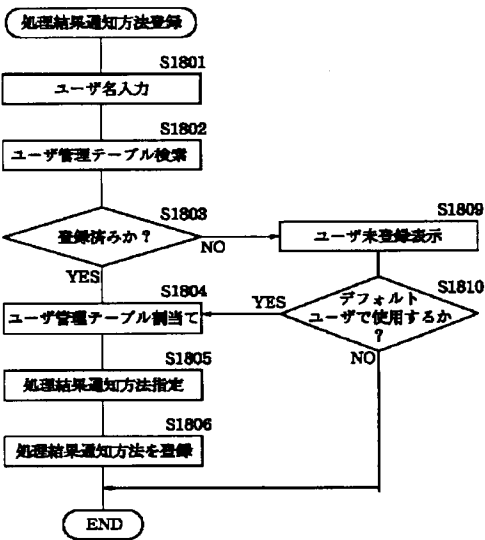 処理結果通知方法登録
S1801
ユーザ名入力
S1802
ユーザ管理テーブル検索
S1803
登録済みか?
NO
YES
S1809
ユーザ未登録表示
S1810
デフォルト
ユーザで使用するか
?
YES
NO
S1804
ユーザ管理テーブル割当て
S1805
処理結果通知方法指定
S1806
処理結果通知方法を登録
END